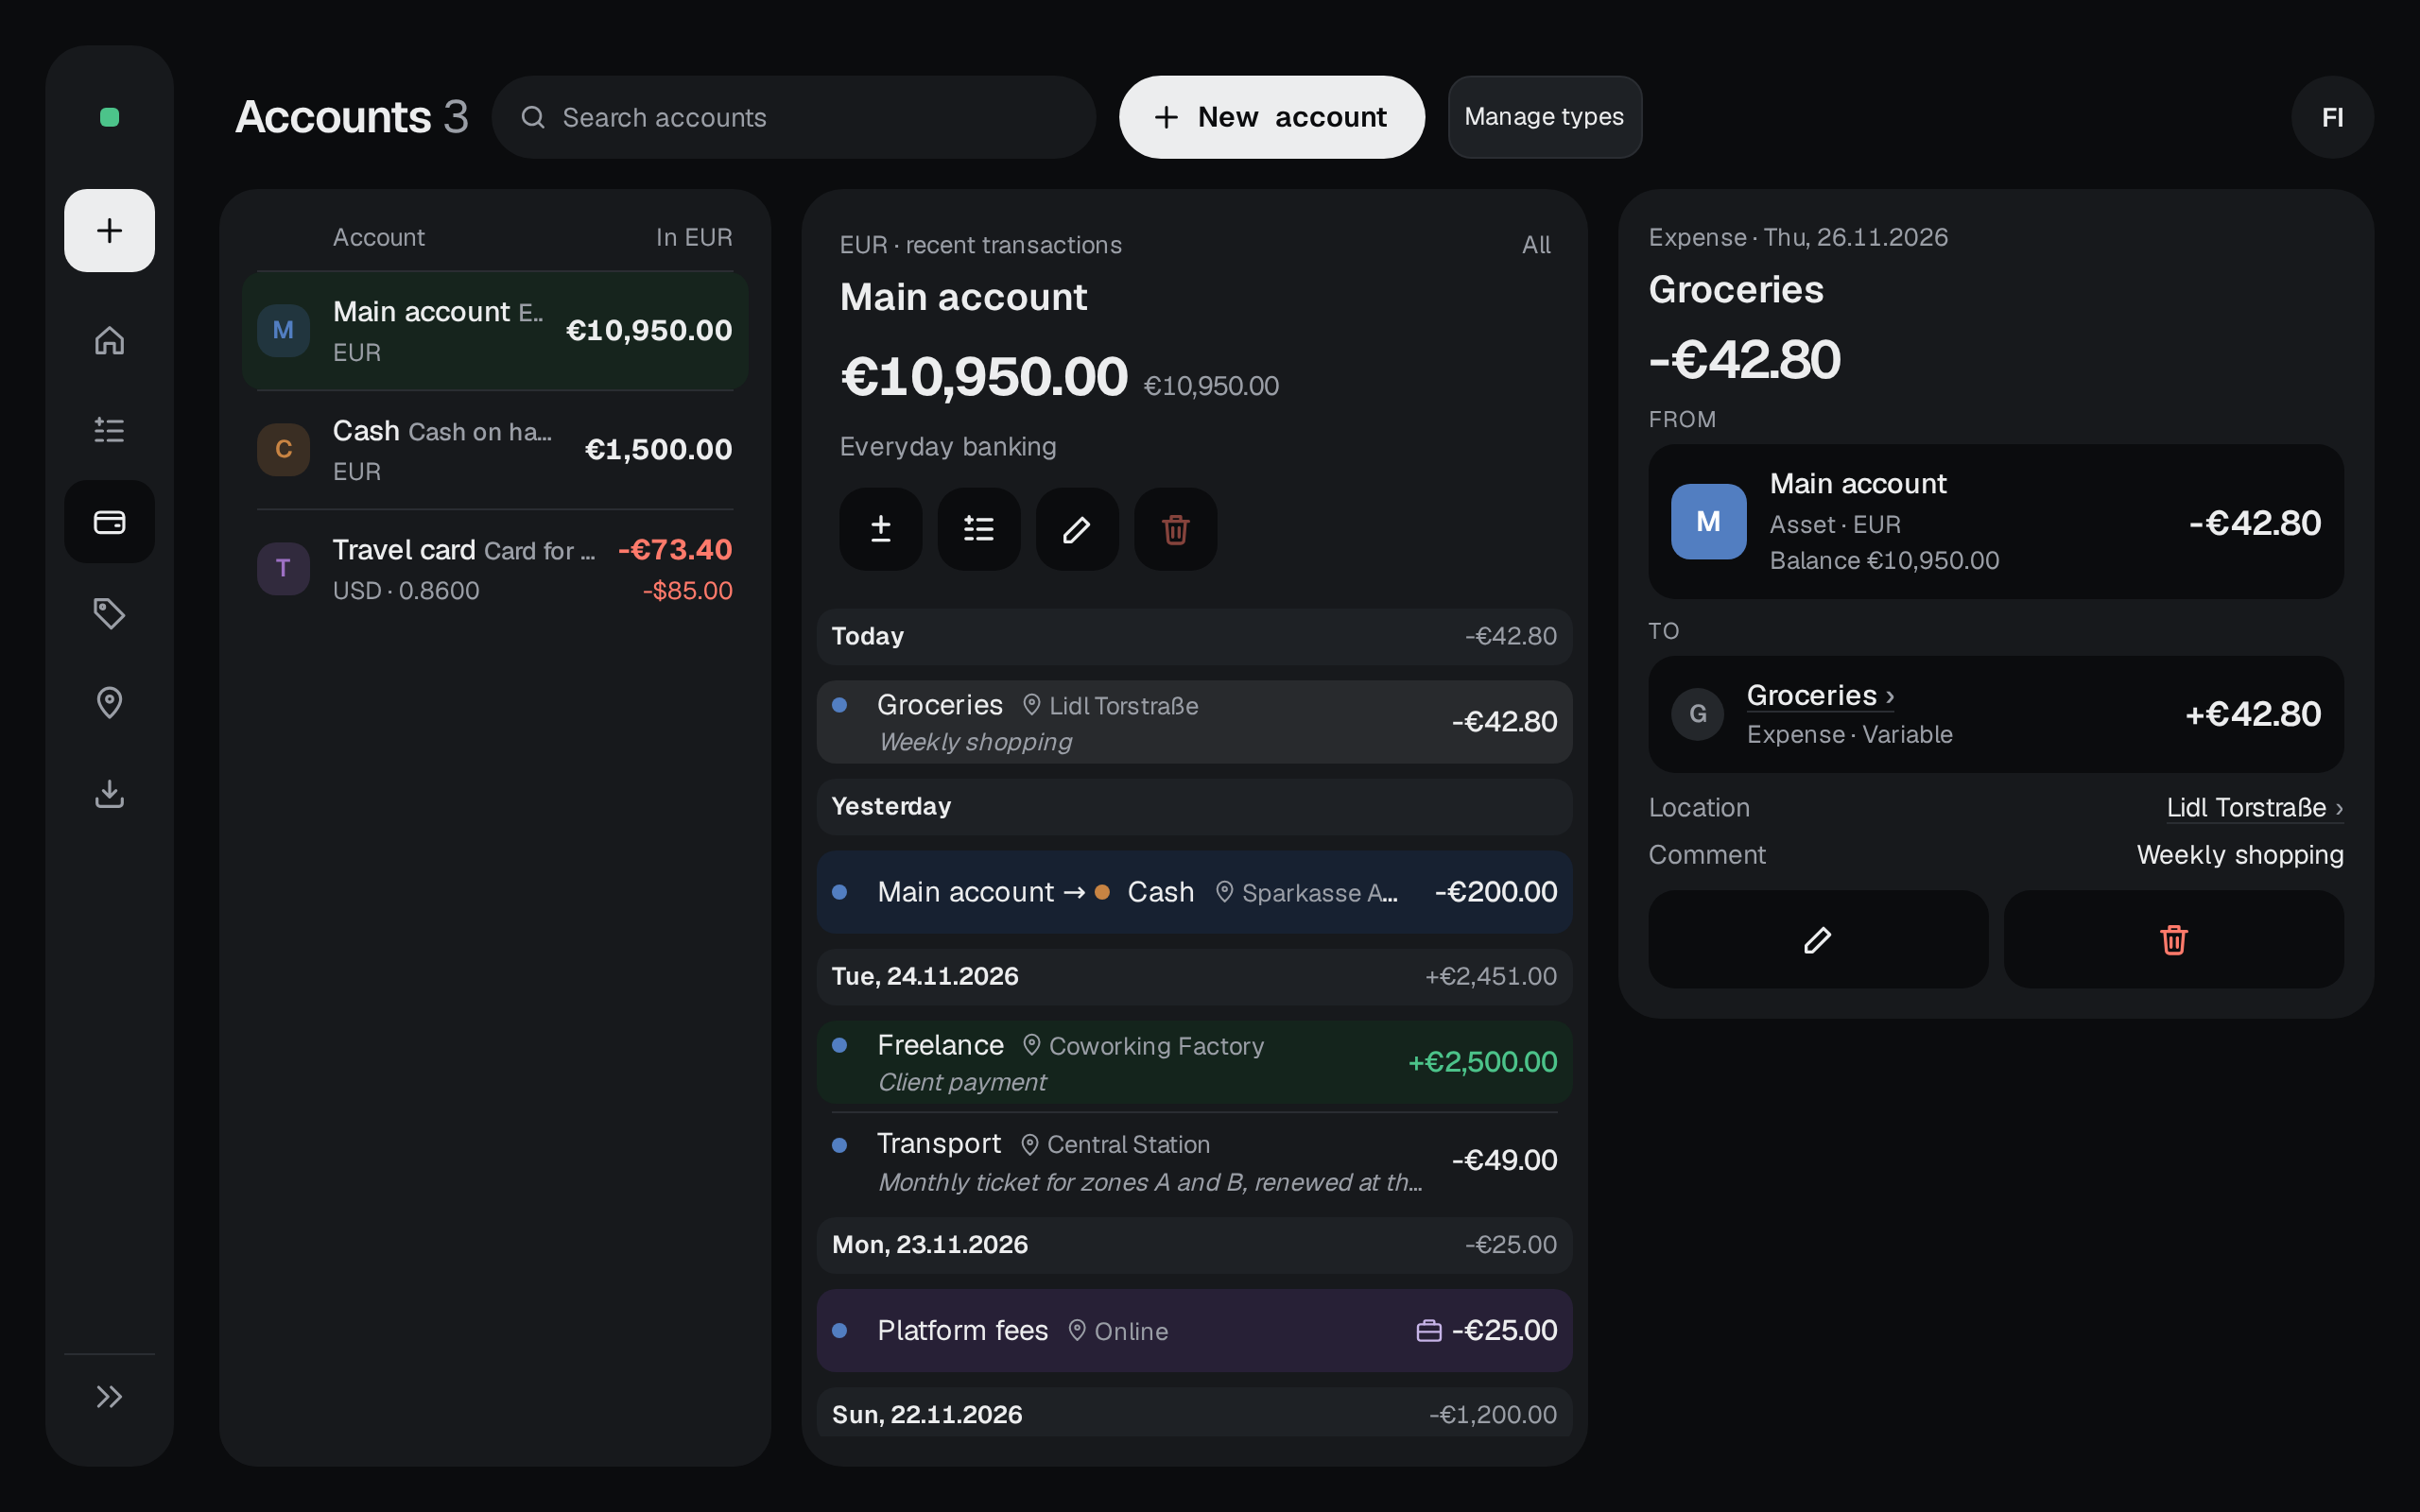 Accounts 3
Search accounts
+ New account
Manage types
FI
Account In EUR
M Main account E..
EUR
€10,950.00
C Cash Cash on ha...
EUR
€1,500.00
T Travel card Card for ... -€73.40
USD · 0.8600 -$85.00
EUR · recent transactions All
Main account
€10,950.00 €10,950.00
Everyday banking
Today -€42.80
Groceries Lidl Torstraße
Weekly shopping
-€42.80
Yesterday
Main account → Cash Sparkasse A... -€200.00
Tue, 24.11.2026 +€2,451.00
Freelance Coworking Factory
Client payment
+€2,500.00
Transport Central Station
Monthly ticket for zones A and B, renewed at th...
-€49.00
Mon, 23.11.2026 -€25.00
Platform fees Online -€25.00
Sun, 22.11.2026 -€1,200.00
Expense · Thu, 26.11.2026
Groceries
-€42.80
FROM
M Main account
Asset · EUR
Balance €10,950.00
-€42.80
TO
G Groceries ›
Expense · Variable
+€42.80
Location Lidl Torstraße ›
Comment Weekly shopping